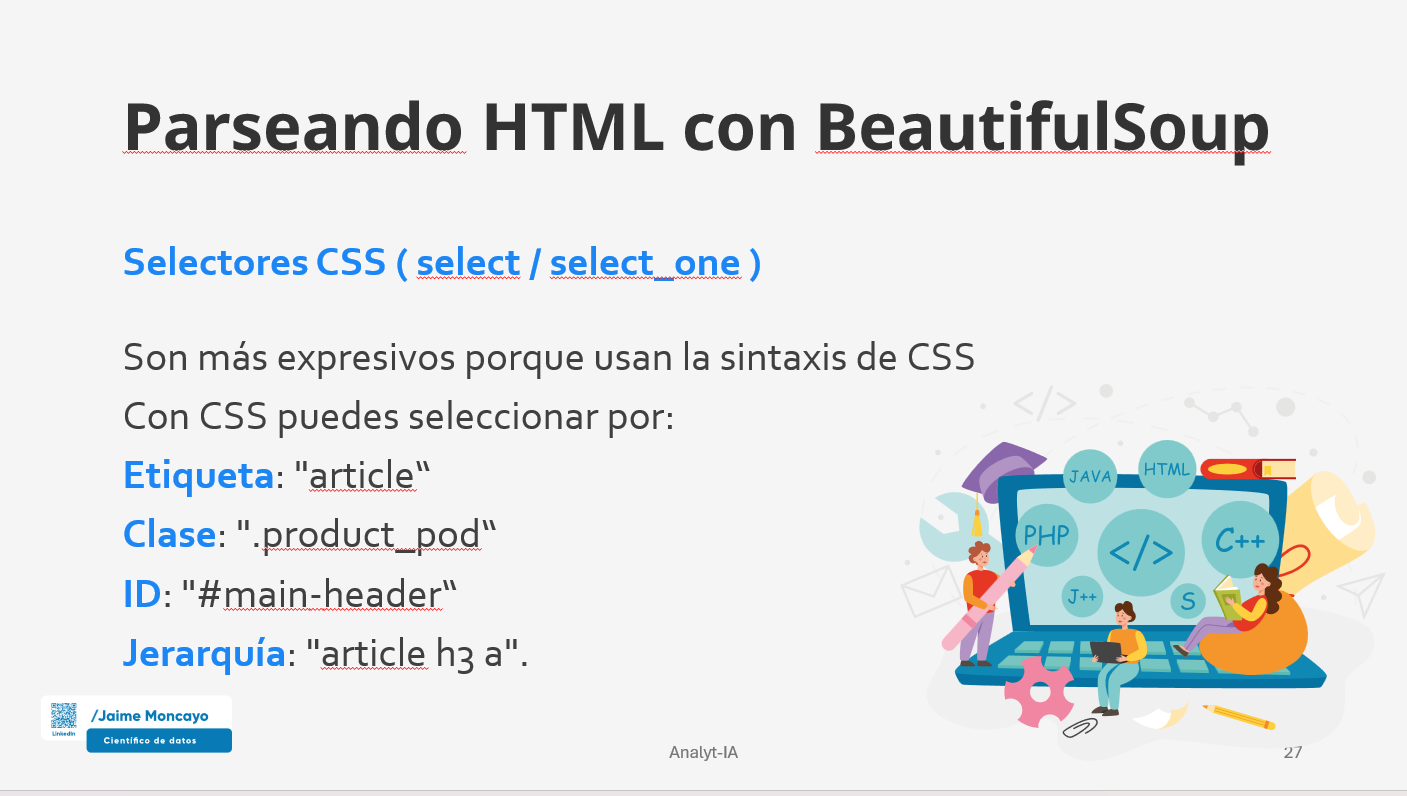 Parseando HTML con BeautifulSoup
Selectores CSS ( select / select_one )
Son más expresivos porque usan la sintaxis de CSS
Con CSS puedes seleccionar por:
Etiqueta: "article“
Clase: ".product_pod“
ID: "#main-header“
Jerarquía: "article h3 a".
JAVA
HTML
PHP
</>
C++
J++
S
</>
/Jaime Moncayo
LinkedIn
Científico de datos
Analyt-IA
27